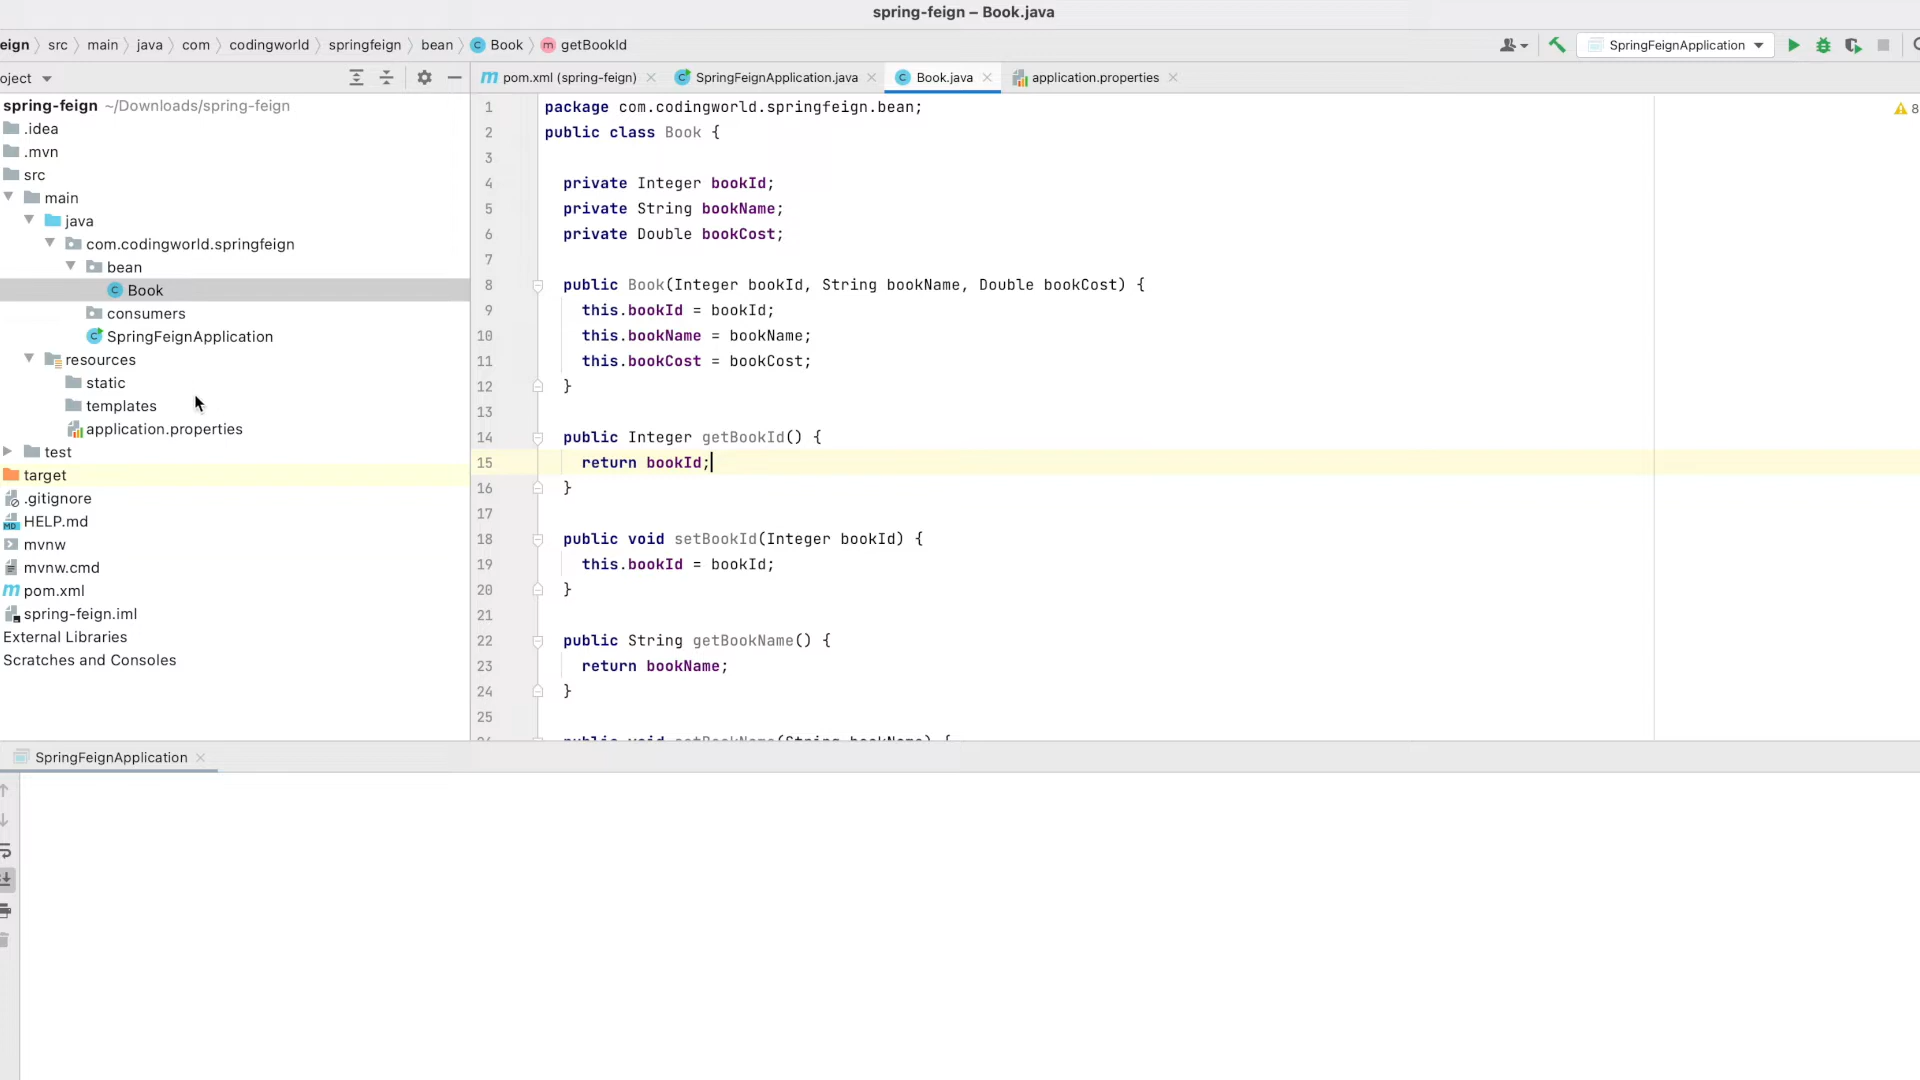 spring-feign – Book.java
eign src main java com codingworld springfeign bean Book getBookId
SpringFeignApplication
oject
pom.xml (spring-feign) SpringFeignApplication.java Book.java application.properties
spring-feign ~/Downloads/spring-feign
.idea
.mvn
src
main
java
com.codingworld.springfeign
bean
Book
consumers
SpringFeignApplication
resources
static
templates
application.properties
test
target
.gitignore
HELP.md
mvnw
mvnw.cmd
pom.xml
spring-feign.iml
External Libraries
Scratches and Consoles
1 package com.codingworld.springfeign.bean;
2 public class Book {
3
4 private Integer bookId;
5 private String bookName;
6 private Double bookCost;
7
8 public Book(Integer bookId, String bookName, Double bookCost) {
9 this.bookId = bookId;
10 this.bookName = bookName;
11 this.bookCost = bookCost;
12 }
13
14 public Integer getBookId() {
15 return bookId;
16 }
17
18 public void setBookId(Integer bookId) {
19 this.bookId = bookId;
20 }
21
22 public String getBookName() {
23 return bookName;
24 }
25
26 public void setBookName(String bookName) {
8
SpringFeignApplication